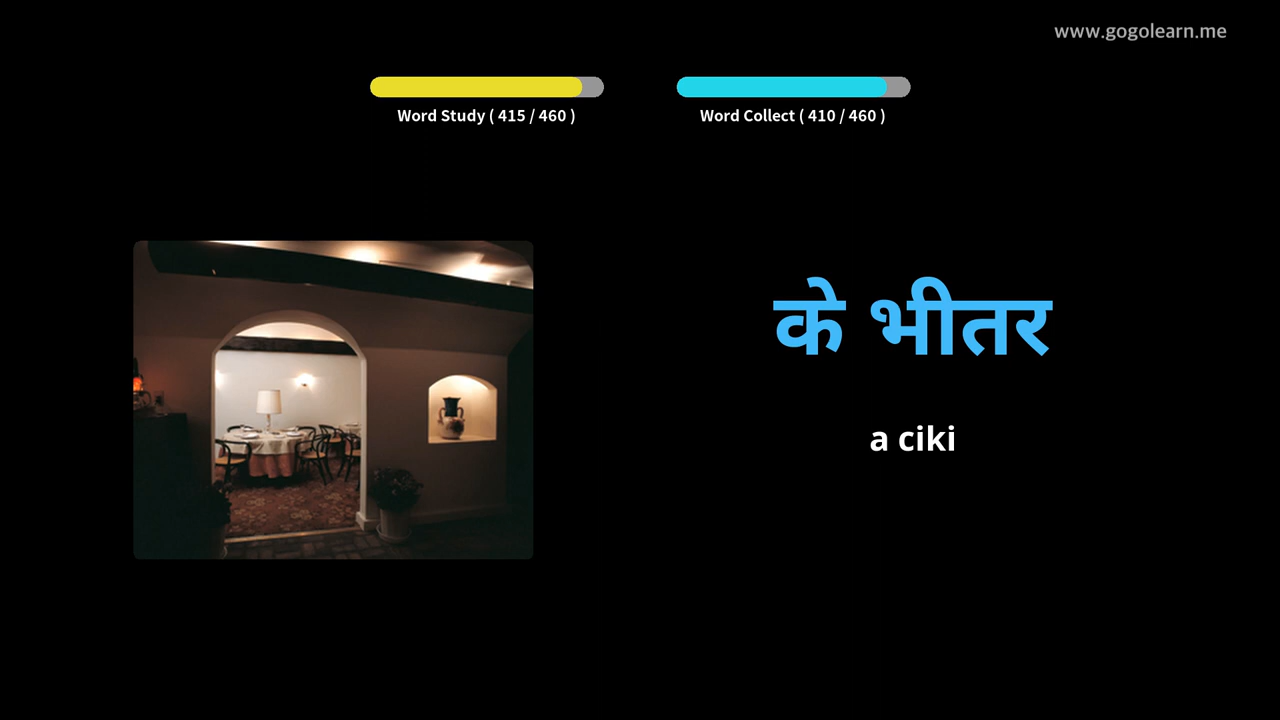 www.gogolearn.me
Word Study ( 415 / 460 )
Word Collect ( 410 / 460 )
के भीतर
a ciki